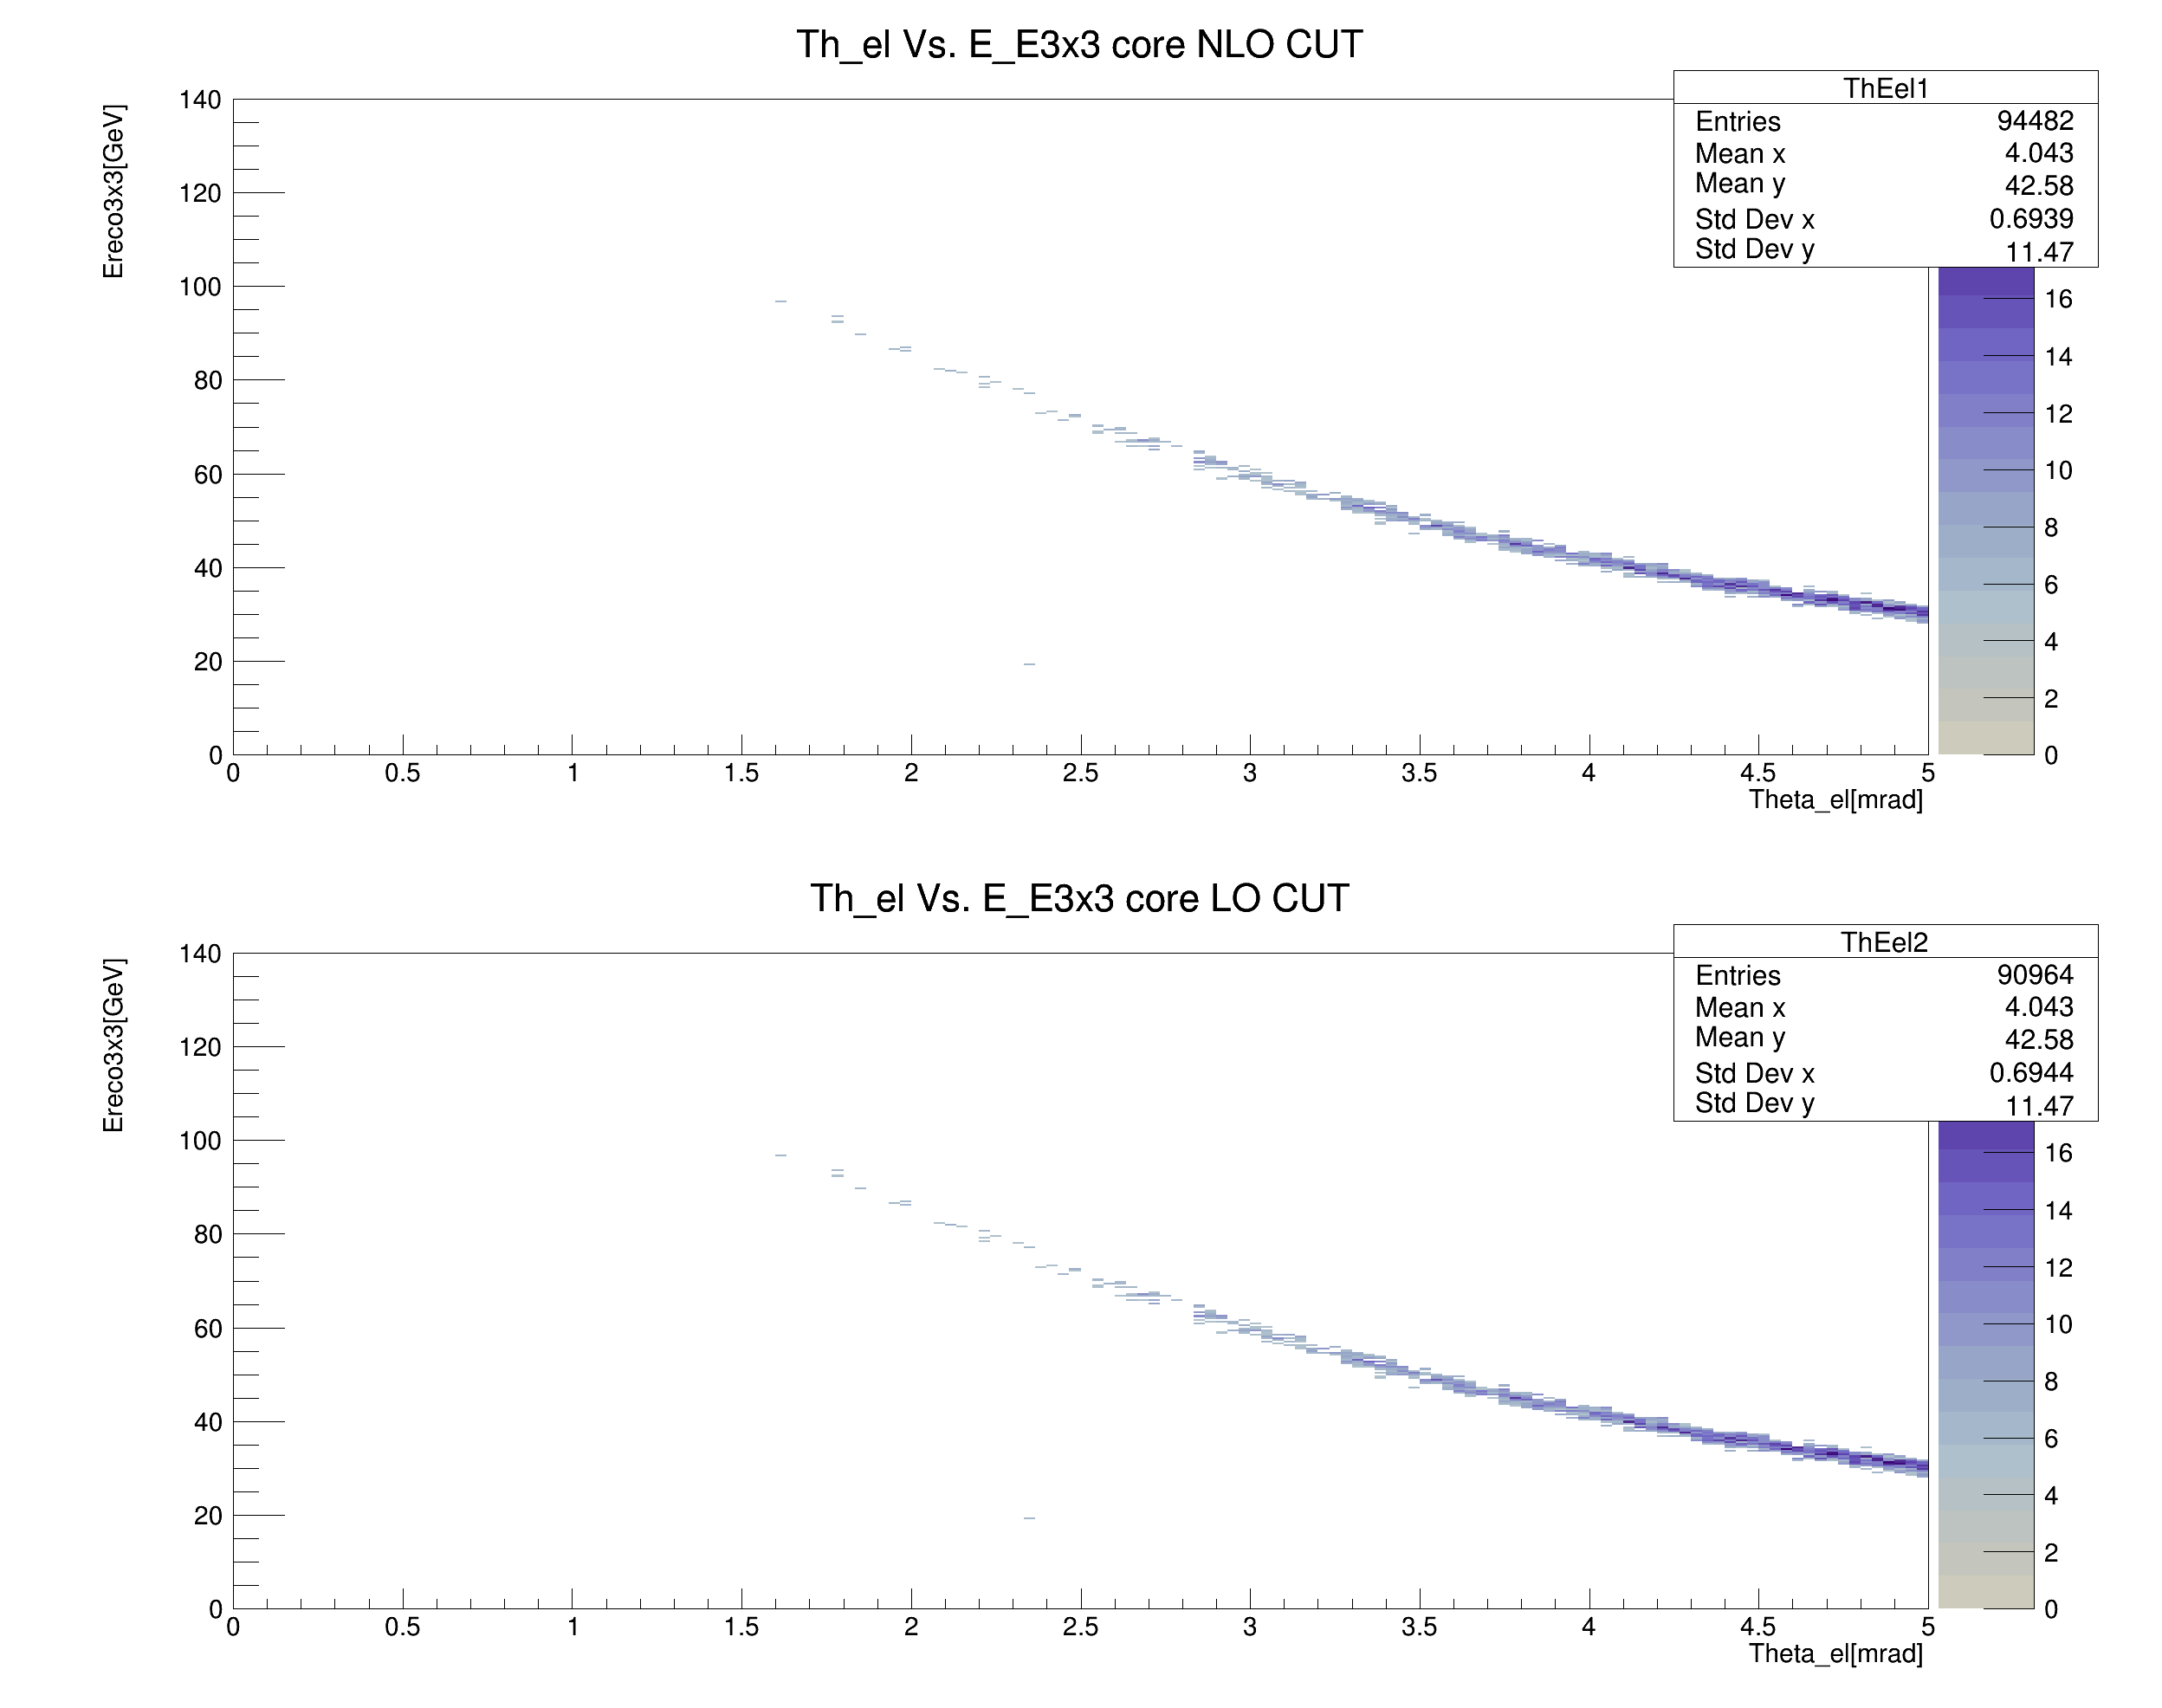 Th_el Vs. E_E3x3 core NLO CUT
ThEel1
Entries 94482
Mean x 4.043
Mean y 42.58
Std Dev x 0.6939
Std Dev y 11.47
Ereco3x3[GeV]
140
120
100
80
60
40
20
0
0 0.5 1 1.5 2 2.5 3 3.5 4 4.5 5
Theta_el[mrad]
16
14
12
10
8
6
4
2
0
Th_el Vs. E_E3x3 core LO CUT
ThEel2
Entries 90964
Mean x 4.043
Mean y 42.58
Std Dev x 0.6944
Std Dev y 11.47
Ereco3x3[GeV]
140
120
100
80
60
40
20
0
0 0.5 1 1.5 2 2.5 3 3.5 4 4.5 5
Theta_el[mrad]
16
14
12
10
8
6
4
2
0